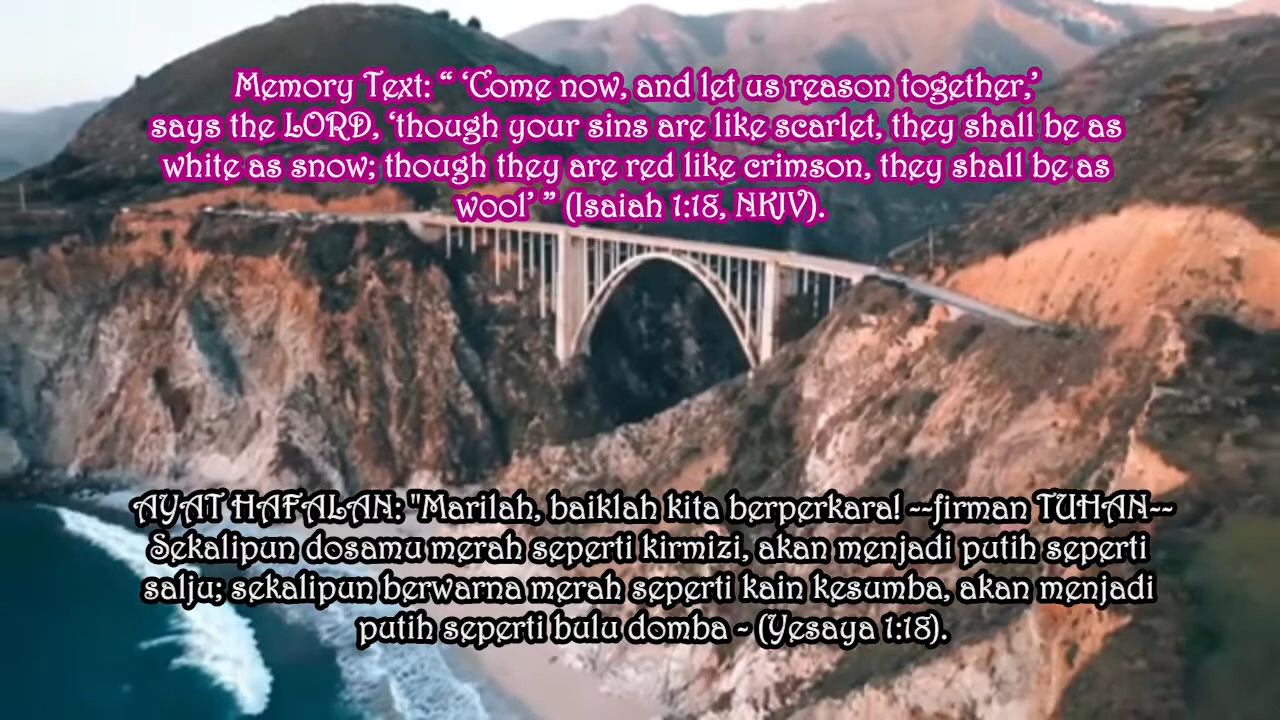 Memory Text: “ ‘Come now, and let us reason together,’
says the LORD, ‘though your sins are like scarlet, they shall be as
white as snow; though they are red like crimson, they shall be as
wool’ ” (Isaiah 1:18, NKJV).
AYAT HAFALAN: "Marilah, baiklah kita berperkara! --firman TUHAN--
Sekalipun dosamu merah seperti kirmizi, akan menjadi putih seperti
salju; sekalipun berwarna merah seperti kain kesumba, akan menjadi
putih seperti bulu domba - (Yesaya 1:18).